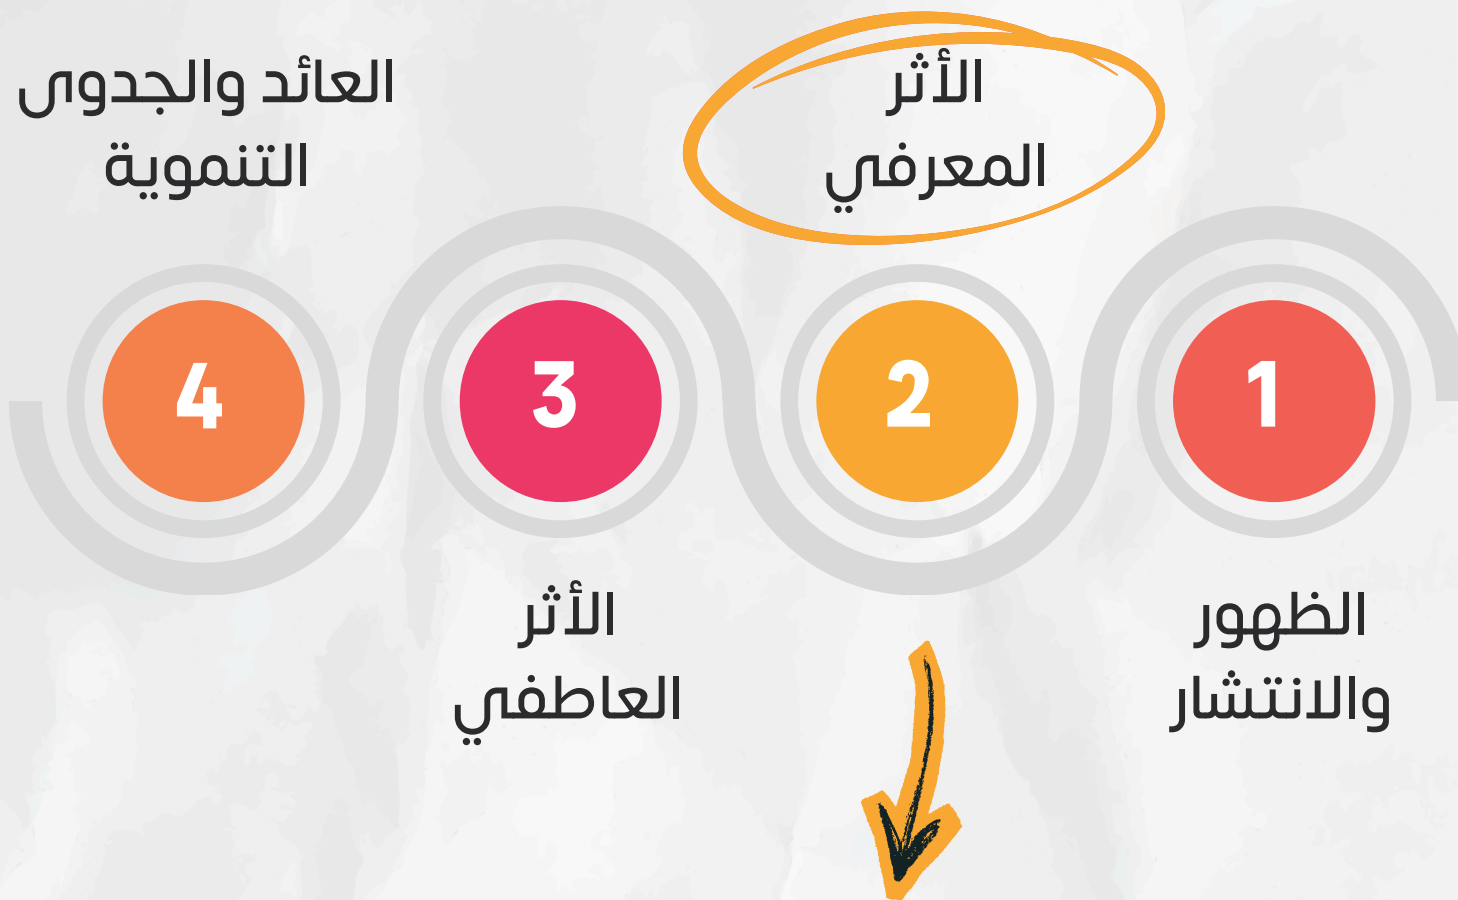 1
الظهور
والانتشار
2
الأثر
المعرفي
3
الأثر
العاطفي
4
العائد والجدوى
التنموية